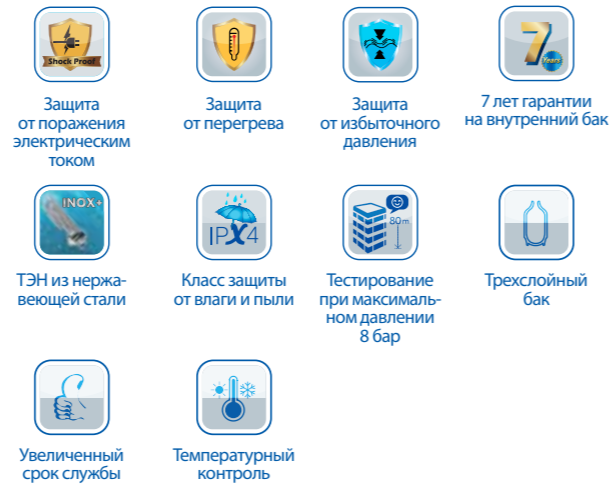 Shock Proof
7
Years
Защита
от поражения
электрическим
током
Защита
от перегрева
Защита
от избыточного
давления
7 лет гарантии
на внутренний бак
INOX+
IPX4
80m
ТЭН из нержа-
веющей стали
Класс защиты
от влаги и пыли
Тестирование
при максималь-
ном давлении
8 бар
Трехслойный
бак
Увеличенный
срок службы
Температурный
контроль